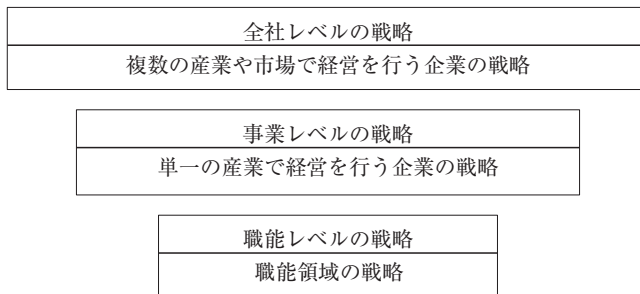 全社レベルの戦略
複数の産業や市場で経営を行う企業の戦略
事業レベルの戦略
単一の産業で経営を行う企業の戦略
職能レベルの戦略
職能領域の戦略